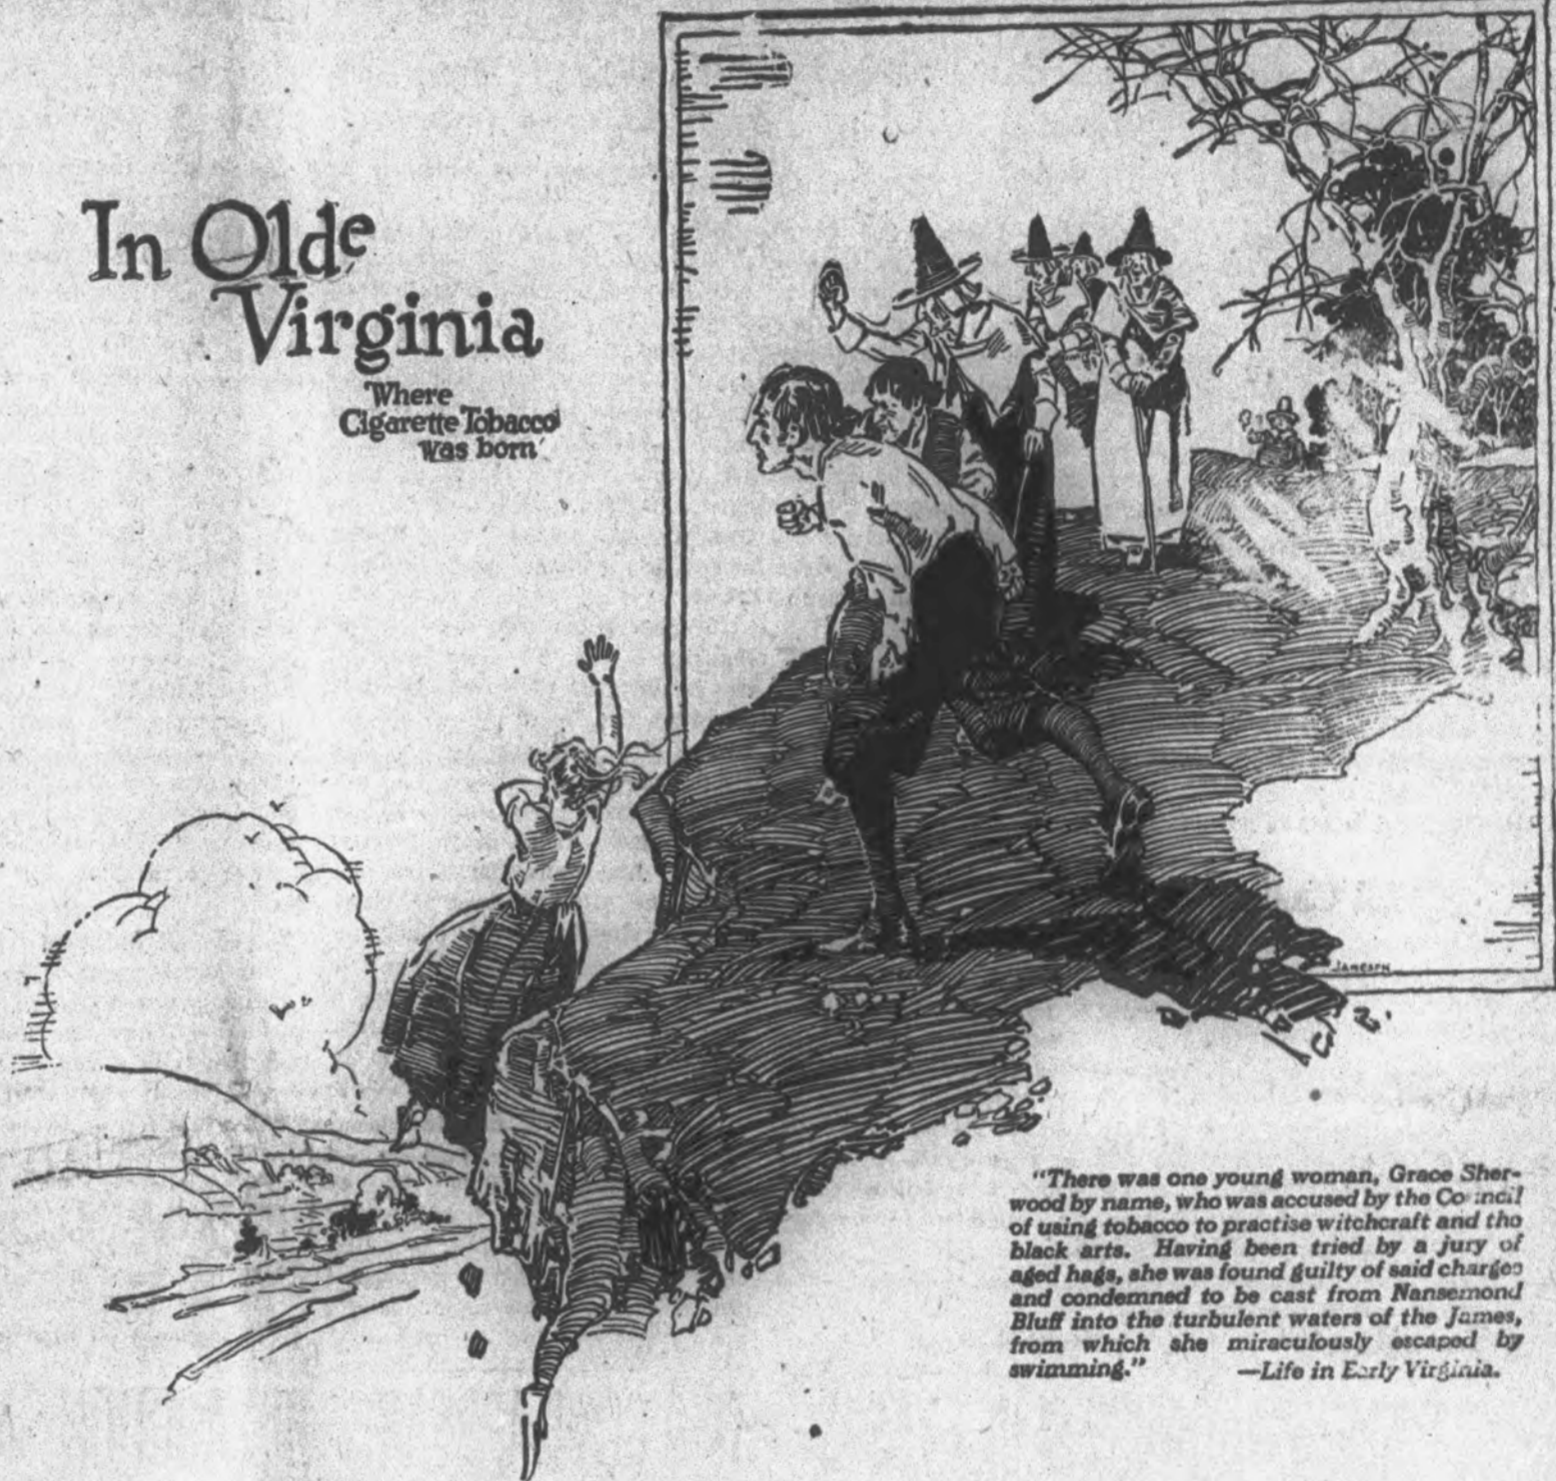 In Olde
Virginia
Where
Cigarette Tobacco
was born
JAMESON
"There was one young woman, Grace Sher-
wood by name, who was accused by the Council
of using tobacco to practise witchcraft and the
black arts. Having been tried by a jury of
aged hags, she was found guilty of said charges
and condemned to be cast from Nansemond
Bluff into the turbulent waters of the James,
from which she miraculously escaped by
swimming." —Life in Early Virginia.